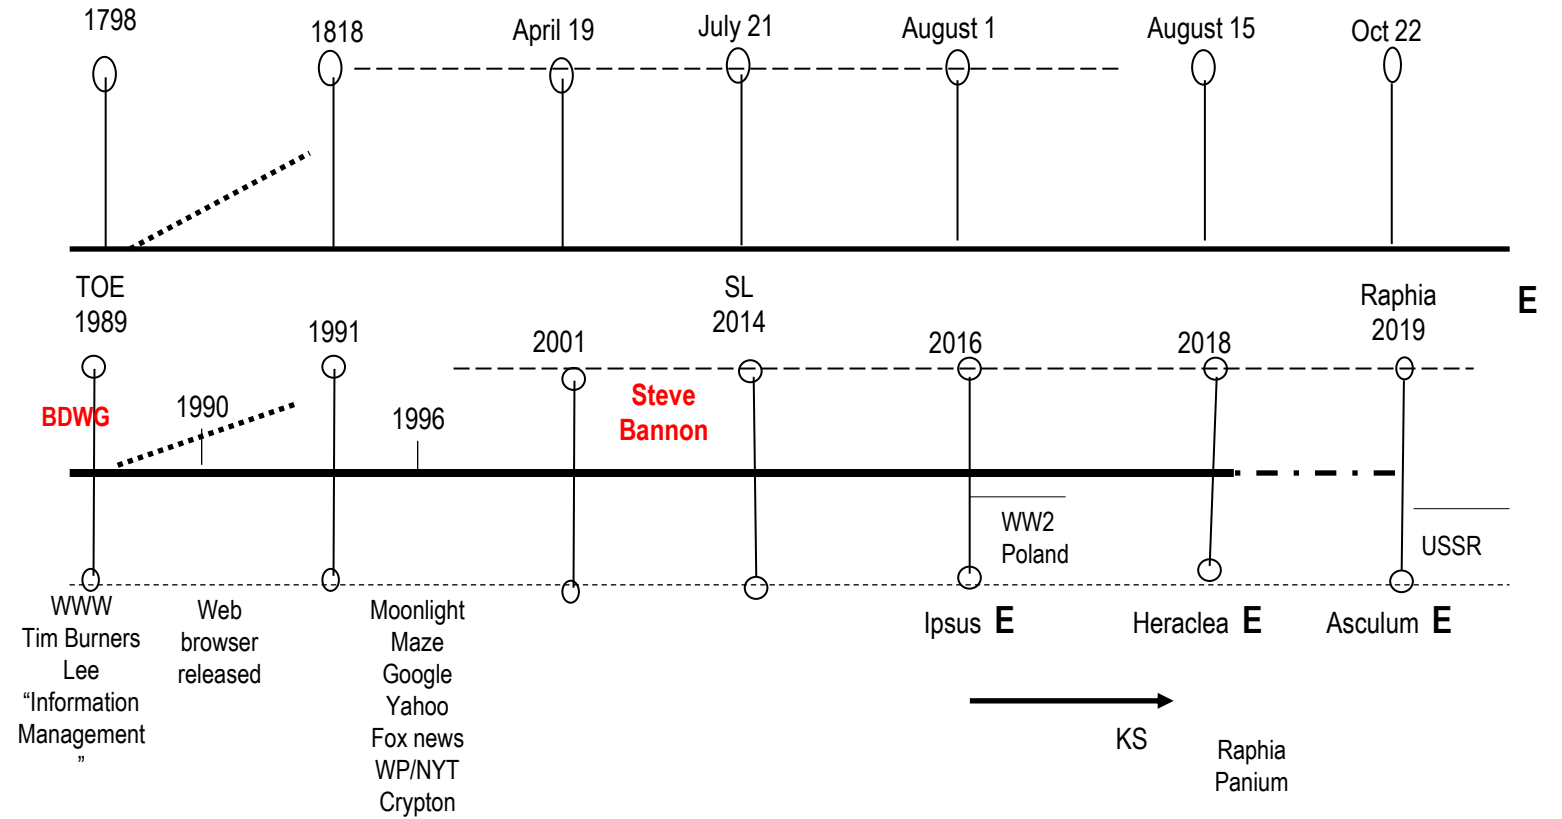 1798
1818
April 19
July 21
August 1
August 15
Oct 22
TOE
1989
1991
2001
SL
2014
2016
2018
Raphia
2019
E
BDWG
1990
1996
Steve
Bannon
WW2
Poland
USSR
WWW
Tim Burners
Lee
“Information
Management
”
Web
browser
released
Moonlight
Maze
Google
Yahoo
Fox news
WP/NYT
Crypton
Ipsus E
Heraclea E
Asculum E
KS
Raphia
Panium